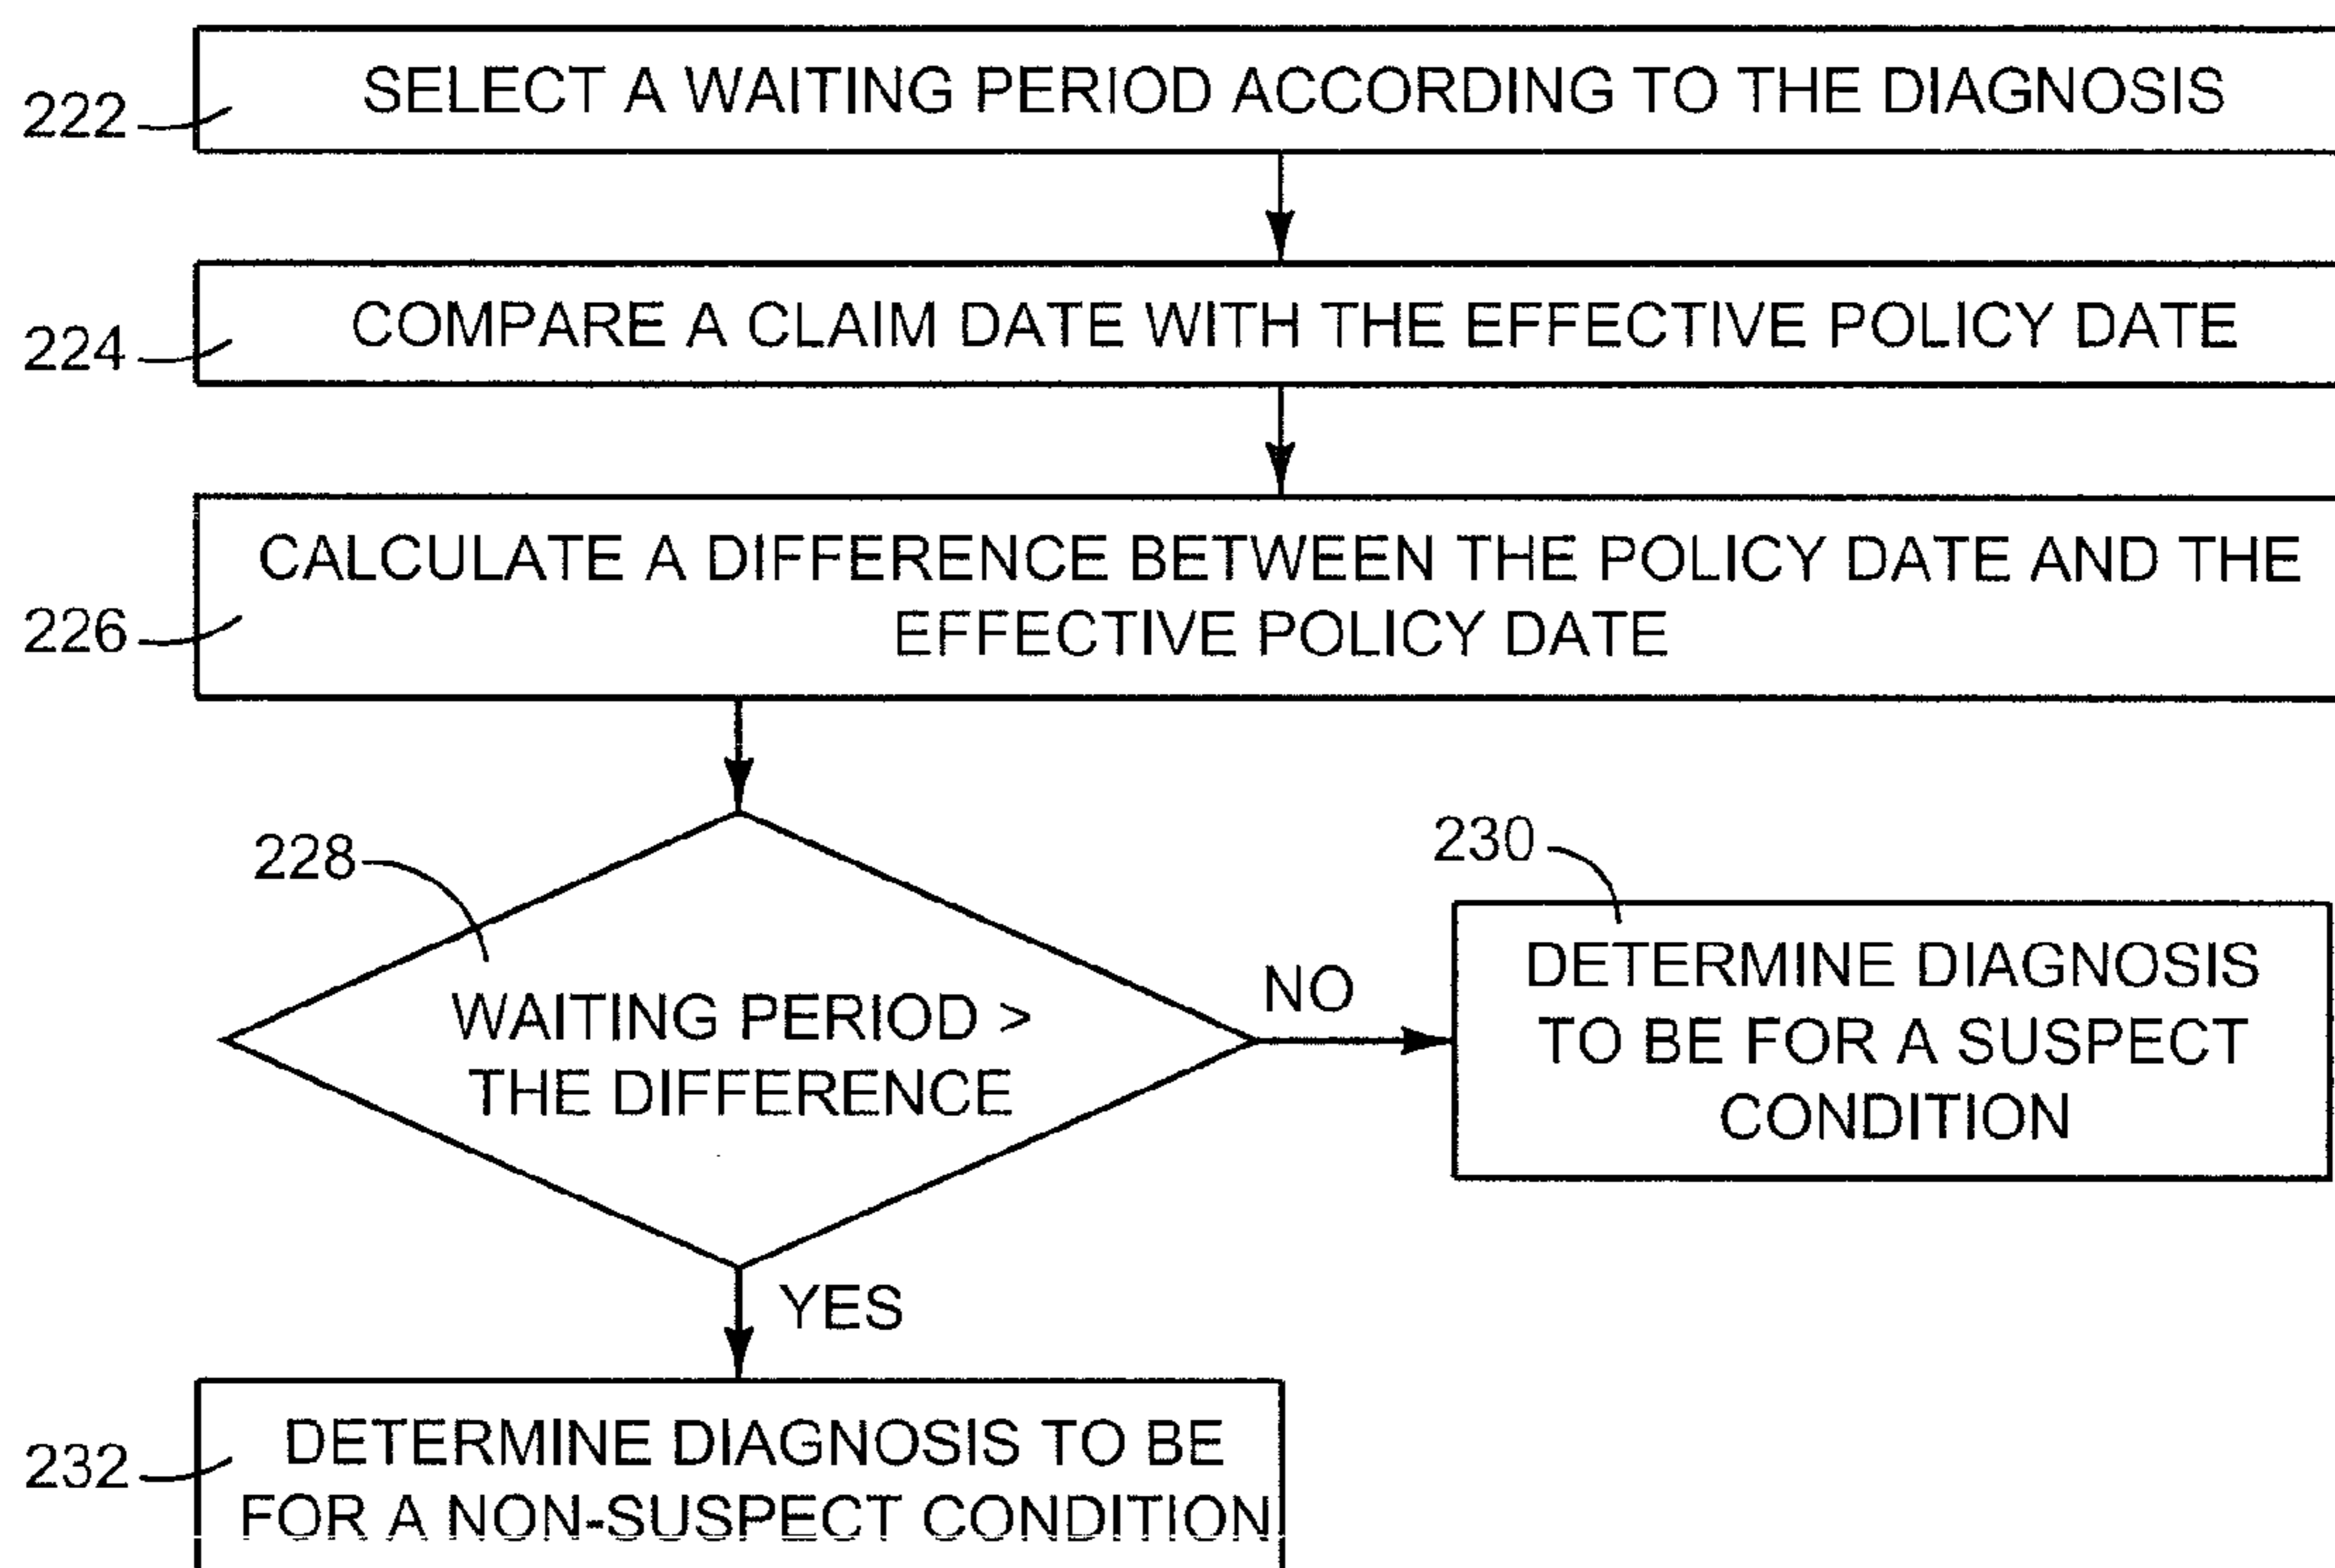 222
SELECT A WAITING PERIOD ACCORDING TO THE DIAGNOSIS
224
COMPARE A CLAIM DATE WITH THE EFFECTIVE POLICY DATE
226
CALCULATE A DIFFERENCE BETWEEN THE POLICY DATE AND THE
EFFECTIVE POLICY DATE
228
WAITING PERIOD >
THE DIFFERENCE
NO
230
DETERMINE DIAGNOSIS
TO BE FOR A SUSPECT
CONDITION
YES
232
DETERMINE DIAGNOSIS TO BE
FOR A NON-SUSPECT CONDITION